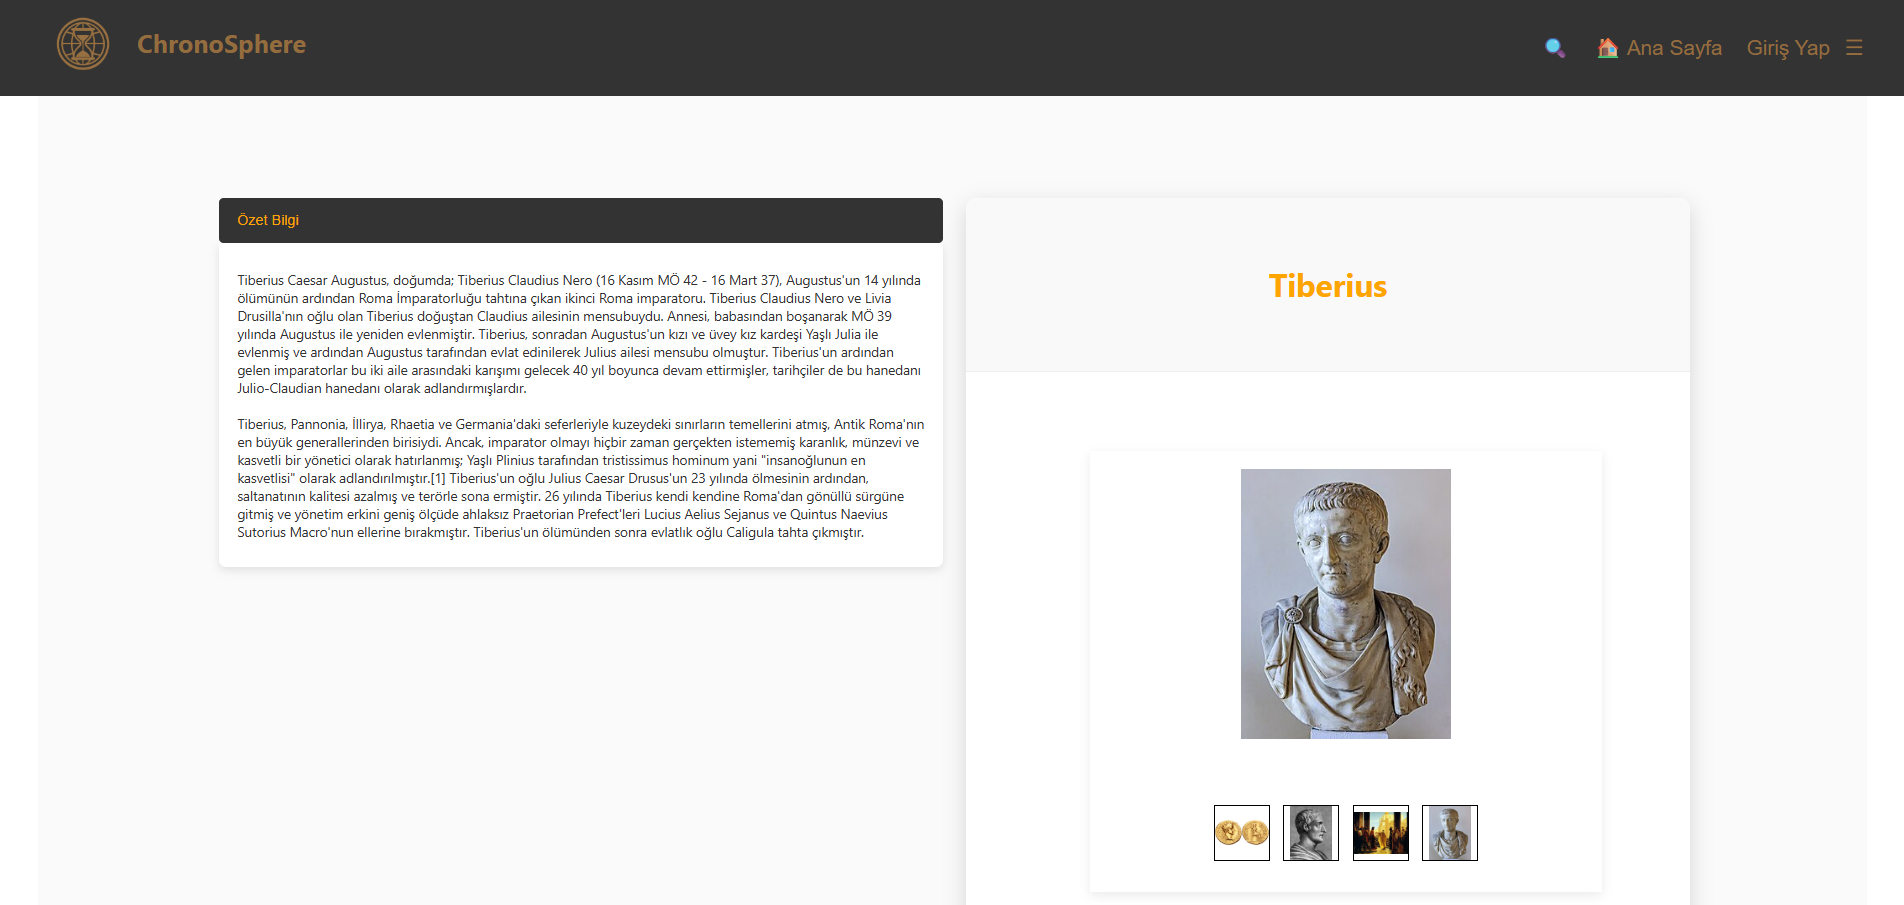 ChronoSphere
Ana Sayfa
Giriş Yap
Özet Bilgi
Tiberius Caesar Augustus, doğumda; Tiberius Claudius Nero (16 Kasım MÖ 42 - 16 Mart 37), Augustus'un 14 yılında
ölümünün ardından Roma İmparatorluğu tahtına çıkan ikinci Roma imparatoru. Tiberius Claudius Nero ve Livia
Drusilla'nın oğlu olan Tiberius doğuştan Claudius ailesinin mensubuydu. Annesi, babasından boşanarak MÖ 39
yılında Augustus ile yeniden evlenmiştir. Tiberius, sonradan Augustus'un kızı ve üvey kız kardeşi Yaşlı Julia ile
evlenmiş ve ardından Augustus tarafından evlat edinilerek Julius ailesi mensubu olmuştur. Tiberius'un ardından
gelen imparatorlar bu iki aile arasındaki karışımı gelecek 40 yıl boyunca devam ettirmişler, tarihçiler de bu hanedanı
Julio-Claudian hanedanı olarak adlandırmışlardır.
Tiberius, Pannonia, İllirya, Rhaetia ve Germania'daki seferleriyle kuzeydeki sınırların temellerini atmış, Antik Roma'nın
en büyük generallerinden birisiydi. Ancak, imparator olmayı hiçbir zaman gerçekten istememiş karanlık, münzevi ve
kasvetli bir yönetici olarak hatırlanmış; Yaşlı Plinius tarafından tristissimus hominum yani "insanoğlunun en
kasvetlisi" olarak adlandırılmıştır.[1] Tiberius'un oğlu Julius Caesar Drusus'un 23 yılında ölmesinin ardından,
saltanatının kalitesi azalmış ve terörle sona ermiştir. 26 yılında Tiberius kendi kendine Roma'dan gönüllü sürgüne
gitmiş ve yönetim erkini geniş ölçüde ahlaksız Praetorian Prefect'leri Lucius Aelius Sejanus ve Quintus Naevius
Sutorius Macro'nun ellerine bırakmıştır. Tiberius'un ölümünden sonra evlatlık oğlu Caligula tahta çıkmıştır.
Tiberius